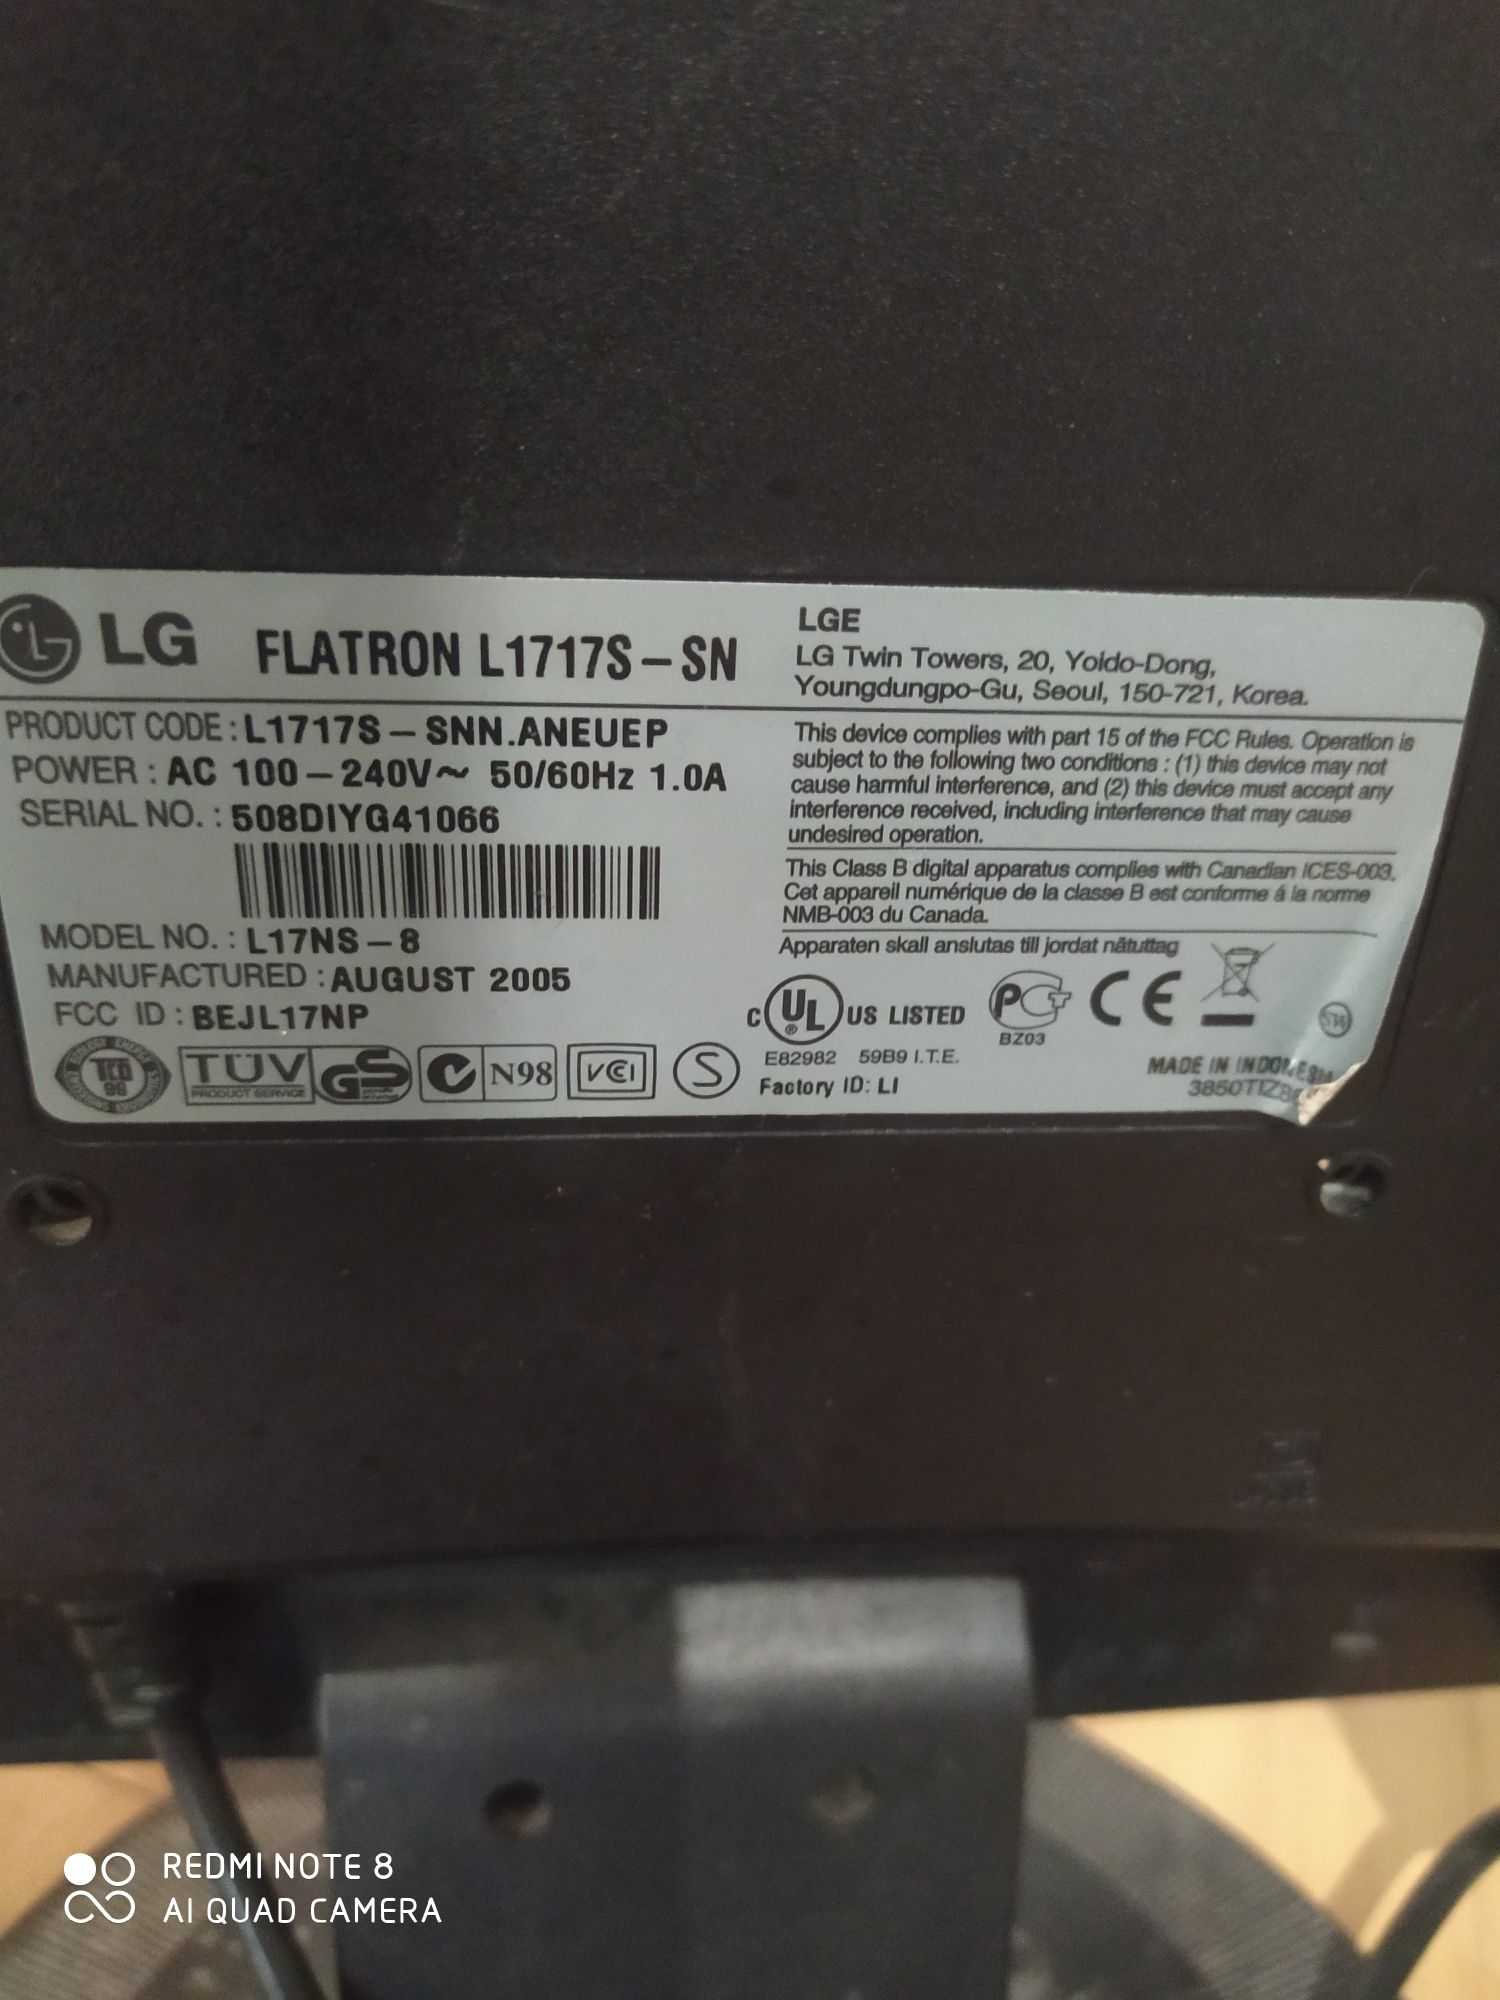 LG FLATRON L1717S-SN
PRODUCT CODE : L1717S-SNN.ANEUEP
POWER : AC 100-240V~ 50/60Hz 1.0A
SERIAL NO. : 508DIYG41066
MODEL NO. : L17NS-8
MANUFACTURED : AUGUST 2005
FCC ID : BEJL17NP
TCO 99
TÜV PRODUCT SERVICE
GS
N98
VCI
S
LGE
LG Twin Towers, 20, Yoido-Dong,
Youngdungpo-Gu, Seoul, 150-721, Korea.
This device complies with part 15 of the FCC Rules. Operation is
subject to the following two conditions : (1) this device may not
cause harmful interference, and (2) this device must accept any
interference received, including interference that may cause
undesired operation.
This Class B digital apparatus complies with Canadian ICES-003.
Cet appareil numérique de la classe B est conforme á la norme
NMB-003 du Canada.
Apparaten skall anslutas till jordat nätuttag
C UL ® US LISTED
E82982 59B9 I.T.E.
Factory ID: LI
PCT
BZ03
CE
SW
MADE IN INDONESIA
REDMI NOTE 8
AI QUAD CAMERA